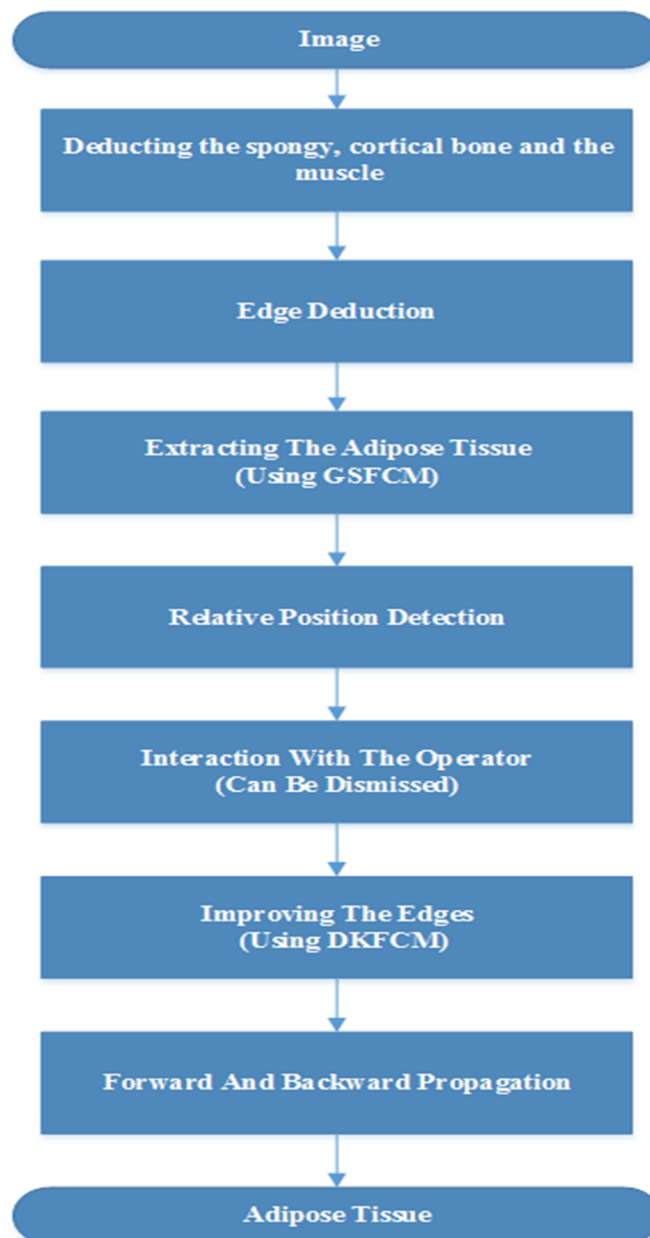 Image
Deducting the spongy, cortical bone and the
muscle
Edge Deduction
Extracting The Adipose Tissue
(Using GSFCM)
Relative Position Detection
Interaction With The Operator
(Can Be Dismissed)
Improving The Edges
(Using DKFCM)
Forward And Backward Propagation
Adipose Tissue